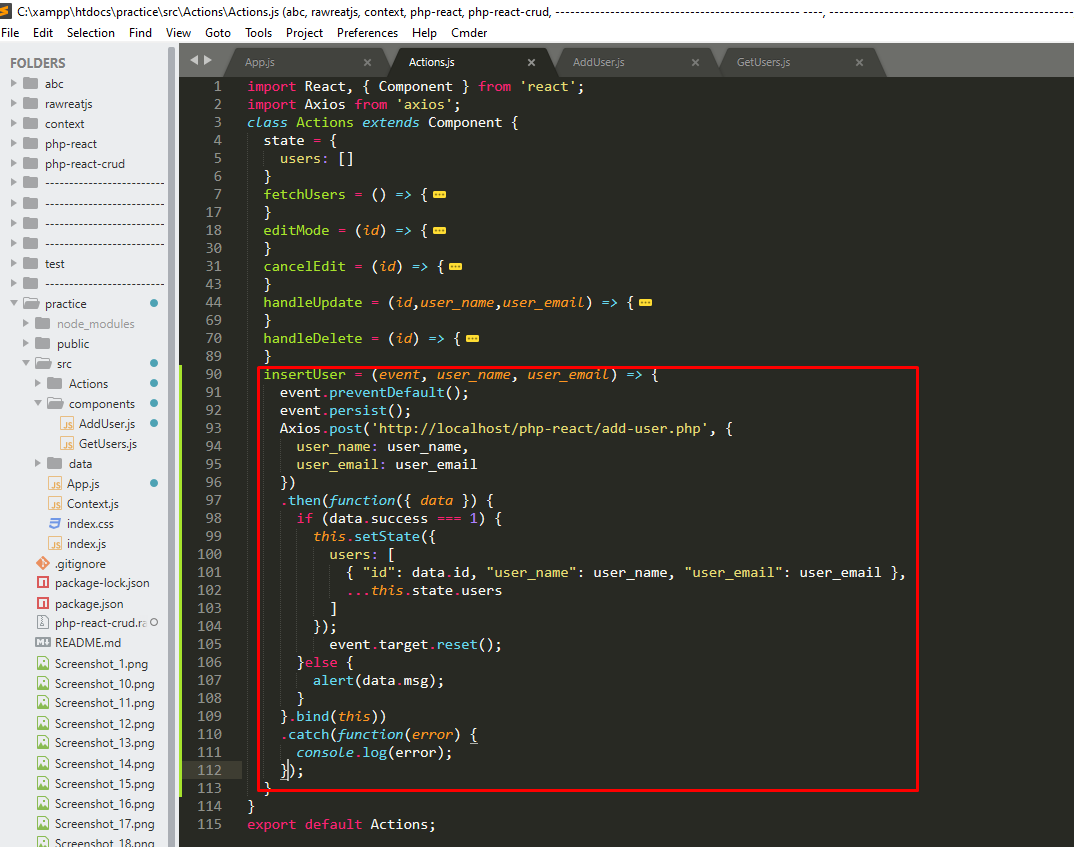 C:\xampp\htdocs\practice\src\Actions\Actions.js (abc, rawreatjs, context, php-react, php-react-crud, ---------------------------------------------------------- ----, ----------------------------------------------------------
File Edit Selection Find View Goto Tools Project Preferences Help Cmder
FOLDERS
abc
rawreatjs
context
php-react
php-react-crud
------------------------
------------------------
------------------------
------------------------
test
------------------------
practice
node_modules
public
src
Actions
components
AddUser.js
GetUsers.js
data
App.js
Context.js
index.css
index.js
.gitignore
package-lock.json
package.json
php-react-crud.ra
README.md
Screenshot_1.png
Screenshot_10.png
Screenshot_11.png
Screenshot_12.png
Screenshot_13.png
Screenshot_14.png
Screenshot_15.png
Screenshot_16.png
Screenshot_17.png
Screenshot_18.png
App.js × Actions.js × AddUser.js × GetUsers.js ×
1 import React, { Component } from 'react';
2 import Axios from 'axios';
3 class Actions extends Component {
4 state = {
5 users: []
6 }
7 fetchUsers = () => { ···
17 }
18 editMode = (id) => { ···
30 }
31 cancelEdit = (id) => { ···
43 }
44 handleUpdate = (id,user_name,user_email) => { ···
69 }
70 handleDelete = (id) => { ···
89 }
90 insertUser = (event, user_name, user_email) => {
91 event.preventDefault();
92 event.persist();
93 Axios.post('http://localhost/php-react/add-user.php', {
94 user_name: user_name,
95 user_email: user_email
96 })
97 .then(function({ data }) {
98 if (data.success === 1) {
99 this.setState({
100 users: [
101 { "id": data.id, "user_name": user_name, "user_email": user_email },
102 ...this.state.users
103 ]
104 });
105 event.target.reset();
106 }else {
107 alert(data.msg);
108 }
109 }.bind(this))
110 .catch(function(error) {
111 console.log(error);
112 });
113 }
114 }
115 export default Actions;